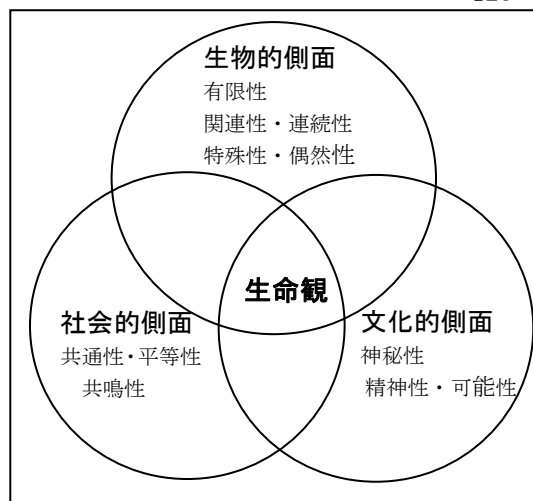 生物的側面
有限性
関連性・連続性
特殊性・偶然性
生命観
社会的側面
共通性・平等性
共鳴性
文化的側面
神秘性
精神性・可能性